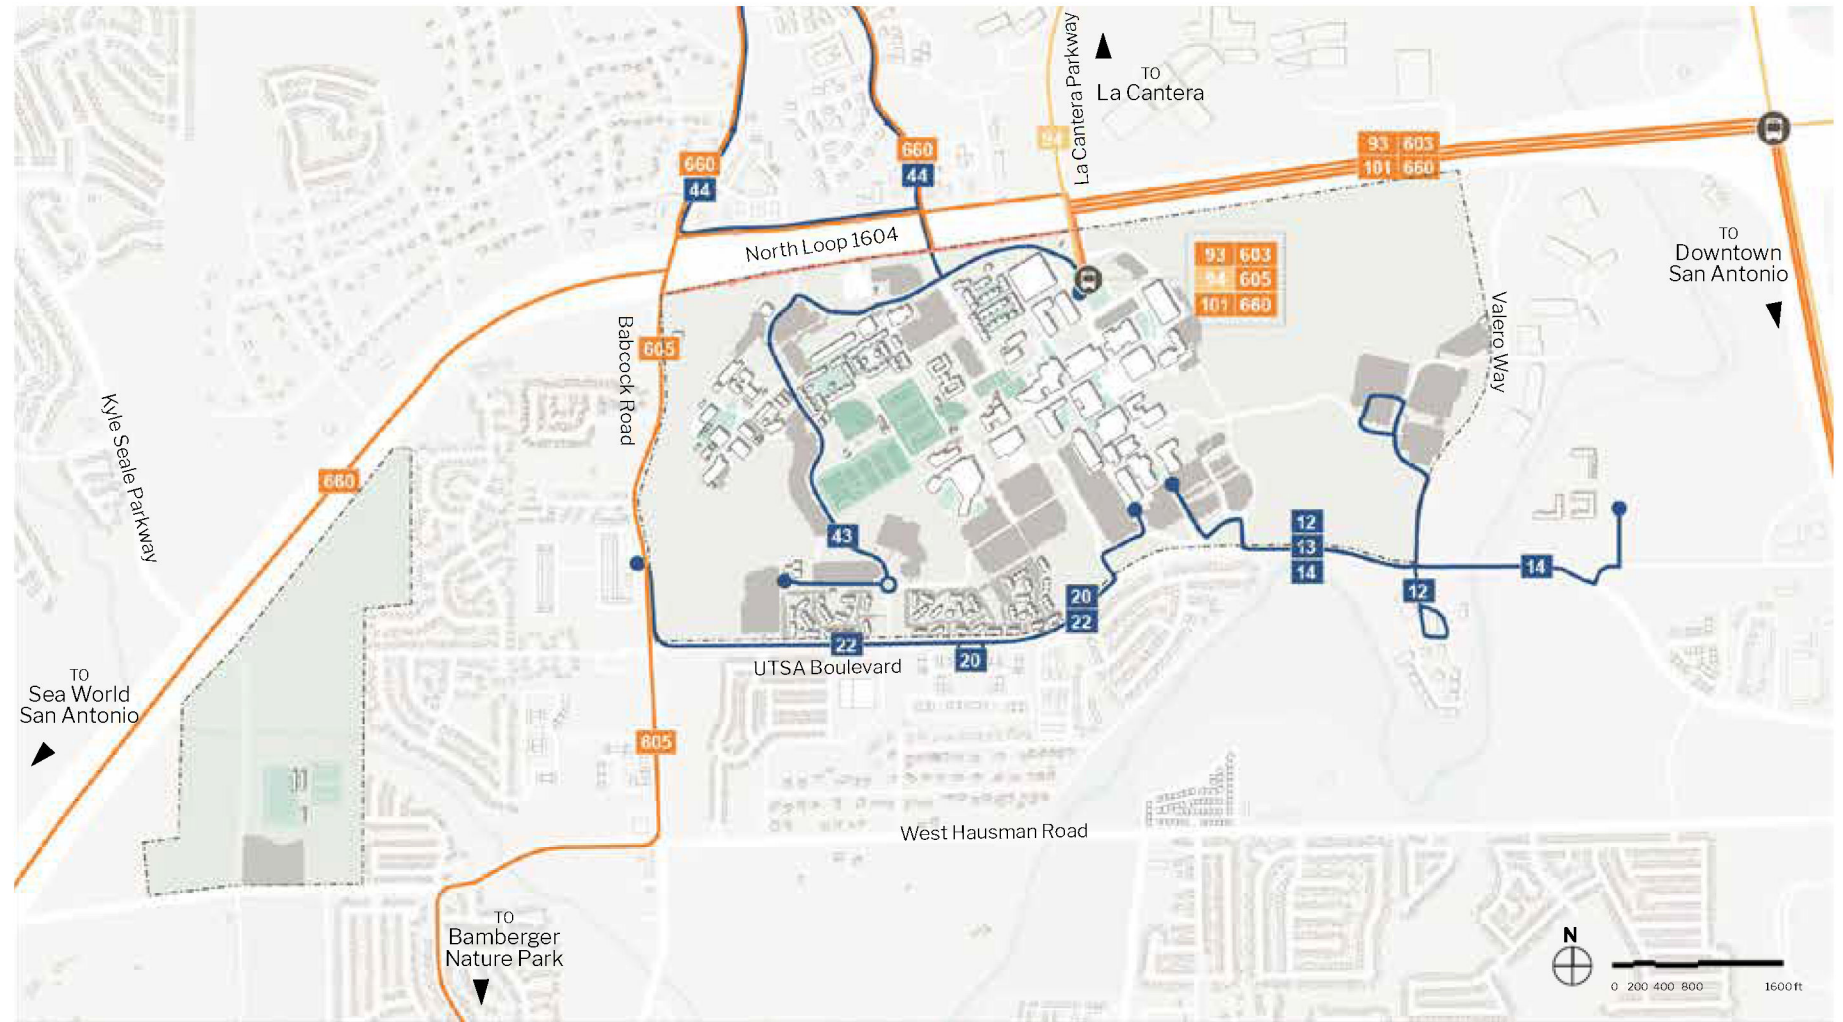 La Cantera Parkway
TO
La Cantera
94
660
44
660
44
93 603
101 660
North Loop 1604
93 603
94 605
101 660
TO
Downtown
San Antonio
Valero Way
Babcock Road
605
Kyle Seale Parkway
660
43
12
13
14
14
12
20
22
22
20
UTSA Boulevard
TO
Sea World
San Antonio
605
West Hausman Road
TO
Bamberger
Nature Park
N
0 200 400 800 1600 ft